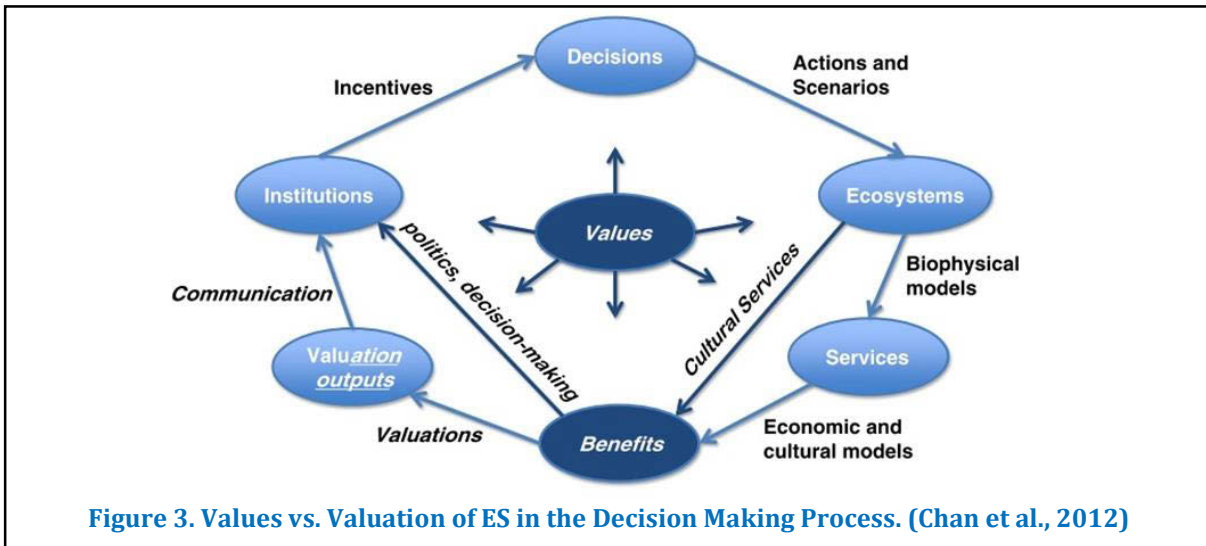 Decisions
Actions and
Scenarios
Incentives
Institutions
Values
Ecosystems
politics, decision-making
Cultural Services
Biophysical
models
Communication
Valuation
outputs
Services
Valuations
Benefits
Economic and
cultural models
Figure 3. Values vs. Valuation of ES in the Decision Making Process. (Chan et al., 2012)